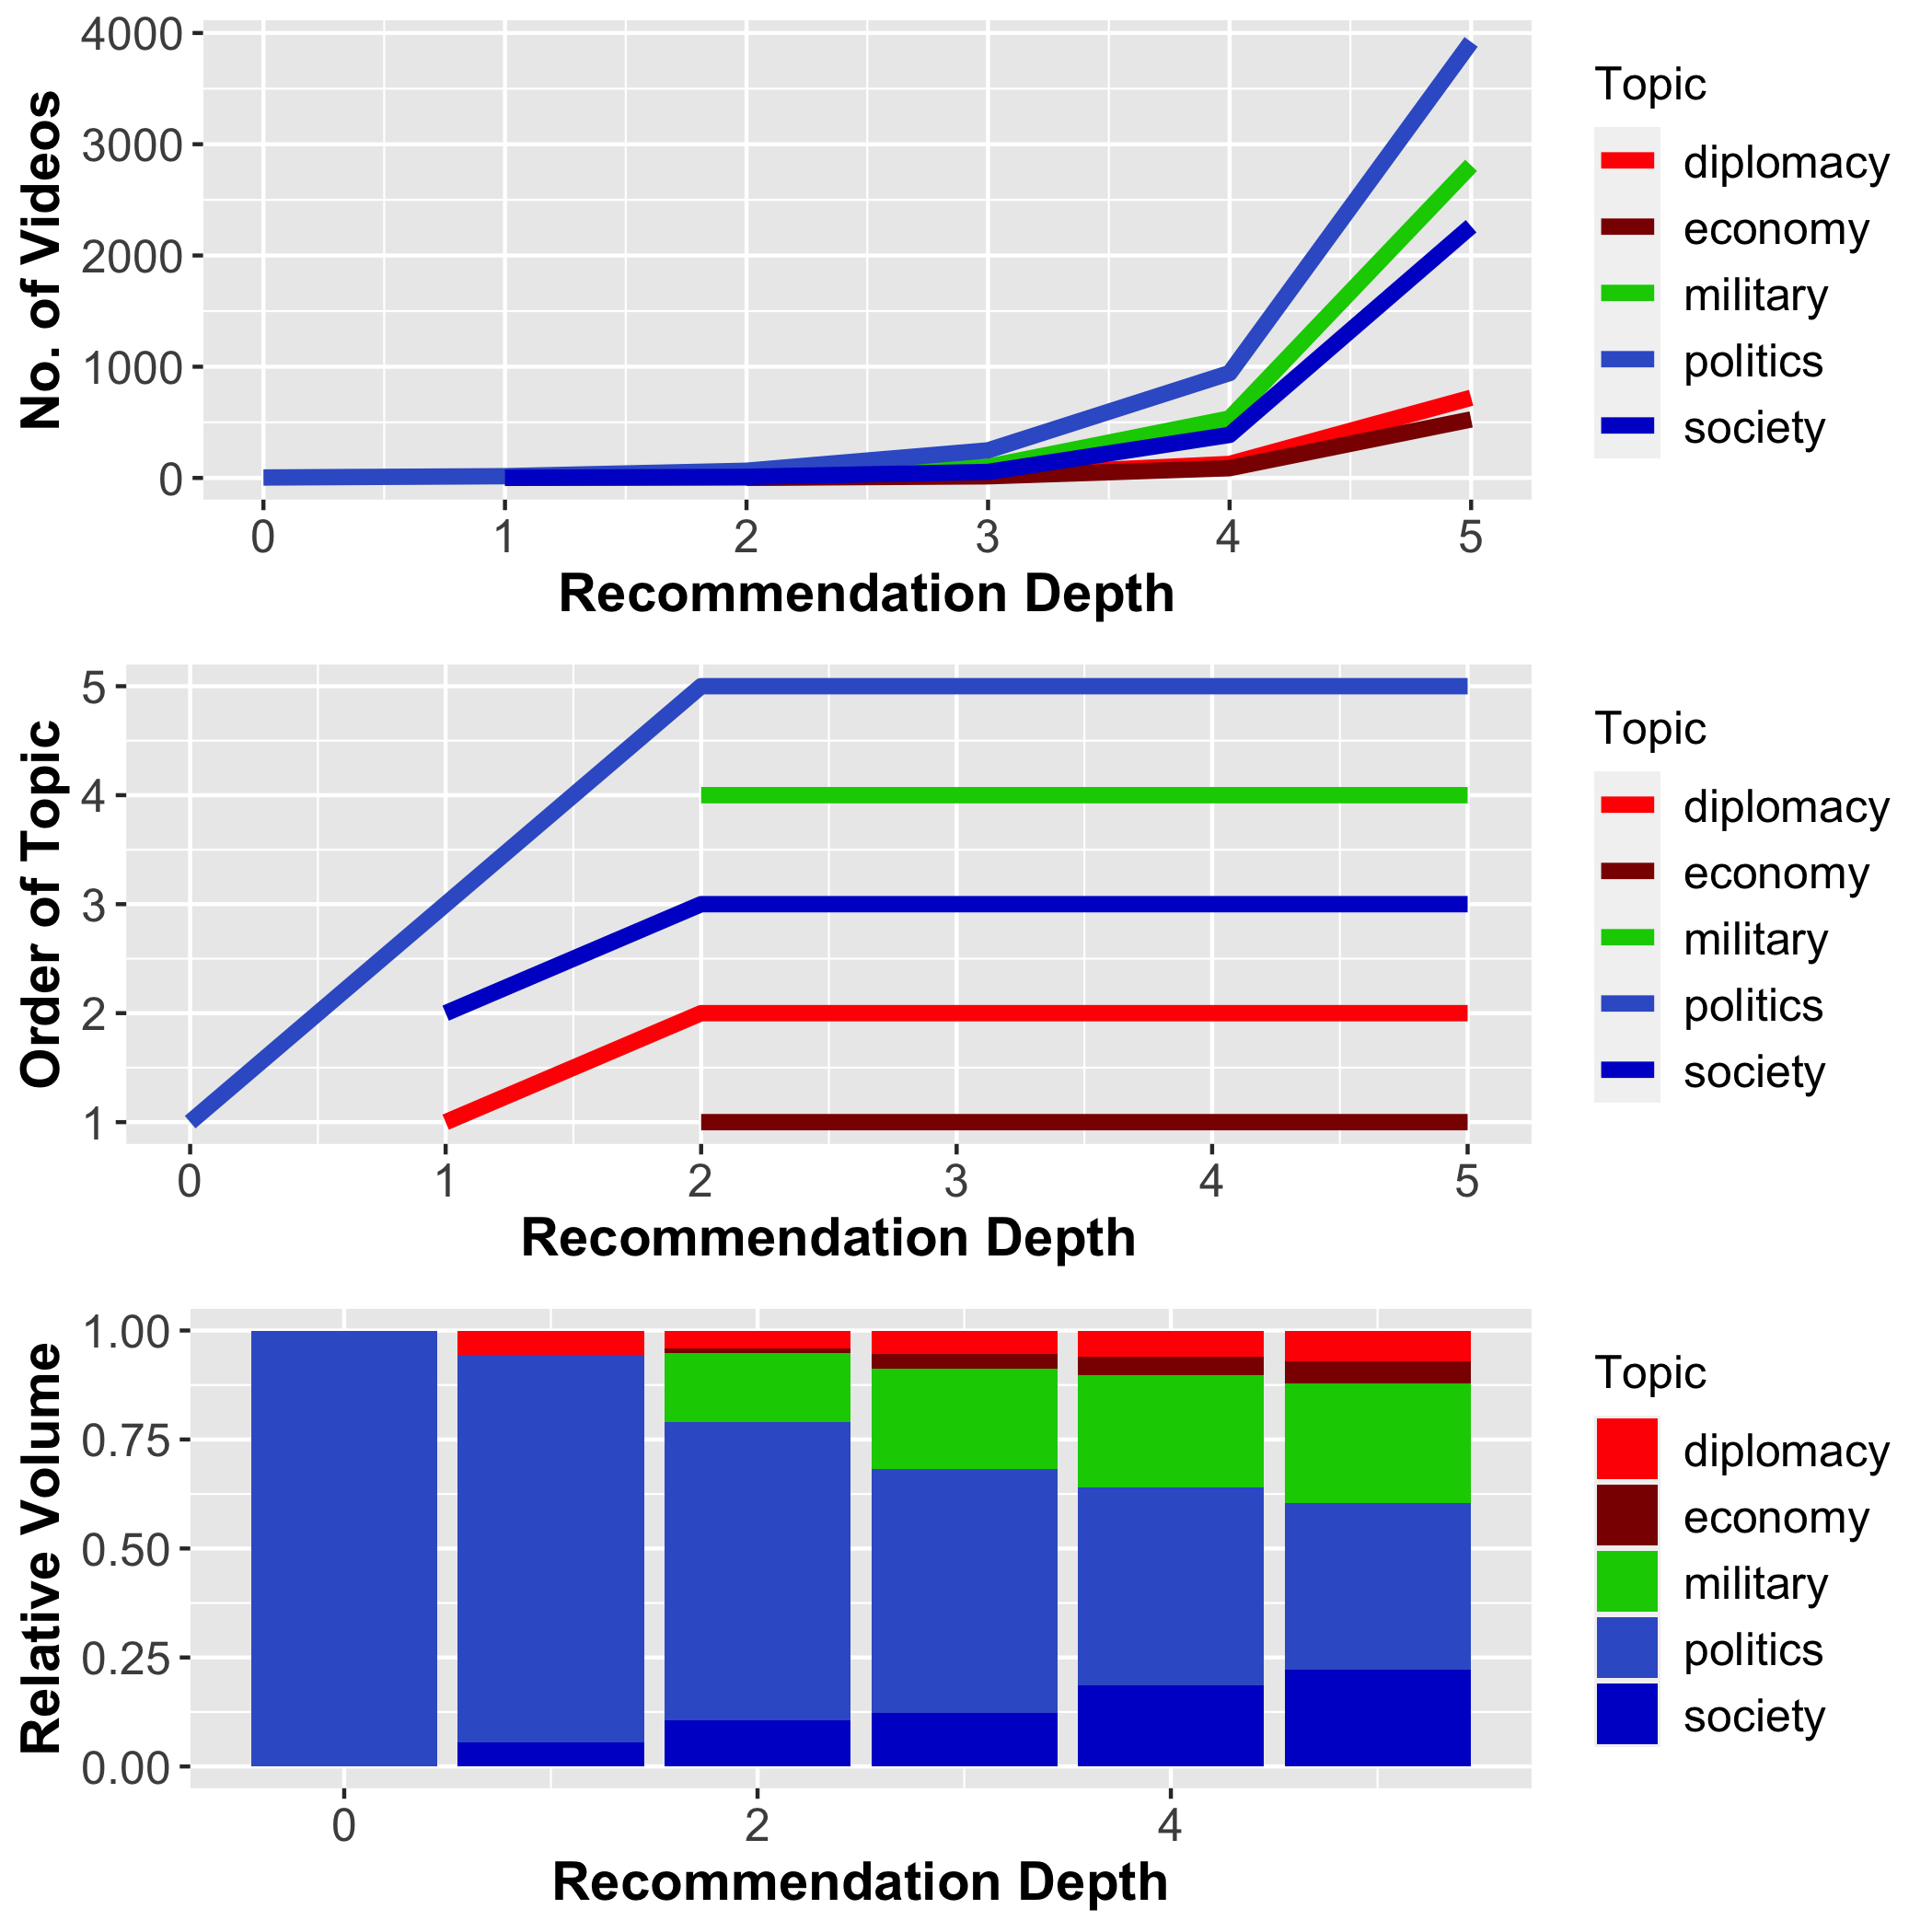 No. of Videos
4000
3000
2000
1000
0
0 1 2 3 4 5
Recommendation Depth
Topic
diplomacy
economy
military
politics
society
Order of Topic
5
4
3
2
1
0 1 2 3 4 5
Recommendation Depth
Topic
diplomacy
economy
military
politics
society
Relative Volume
1.00
0.75
0.50
0.25
0.00
0 2 4
Recommendation Depth
Topic
diplomacy
economy
military
politics
society